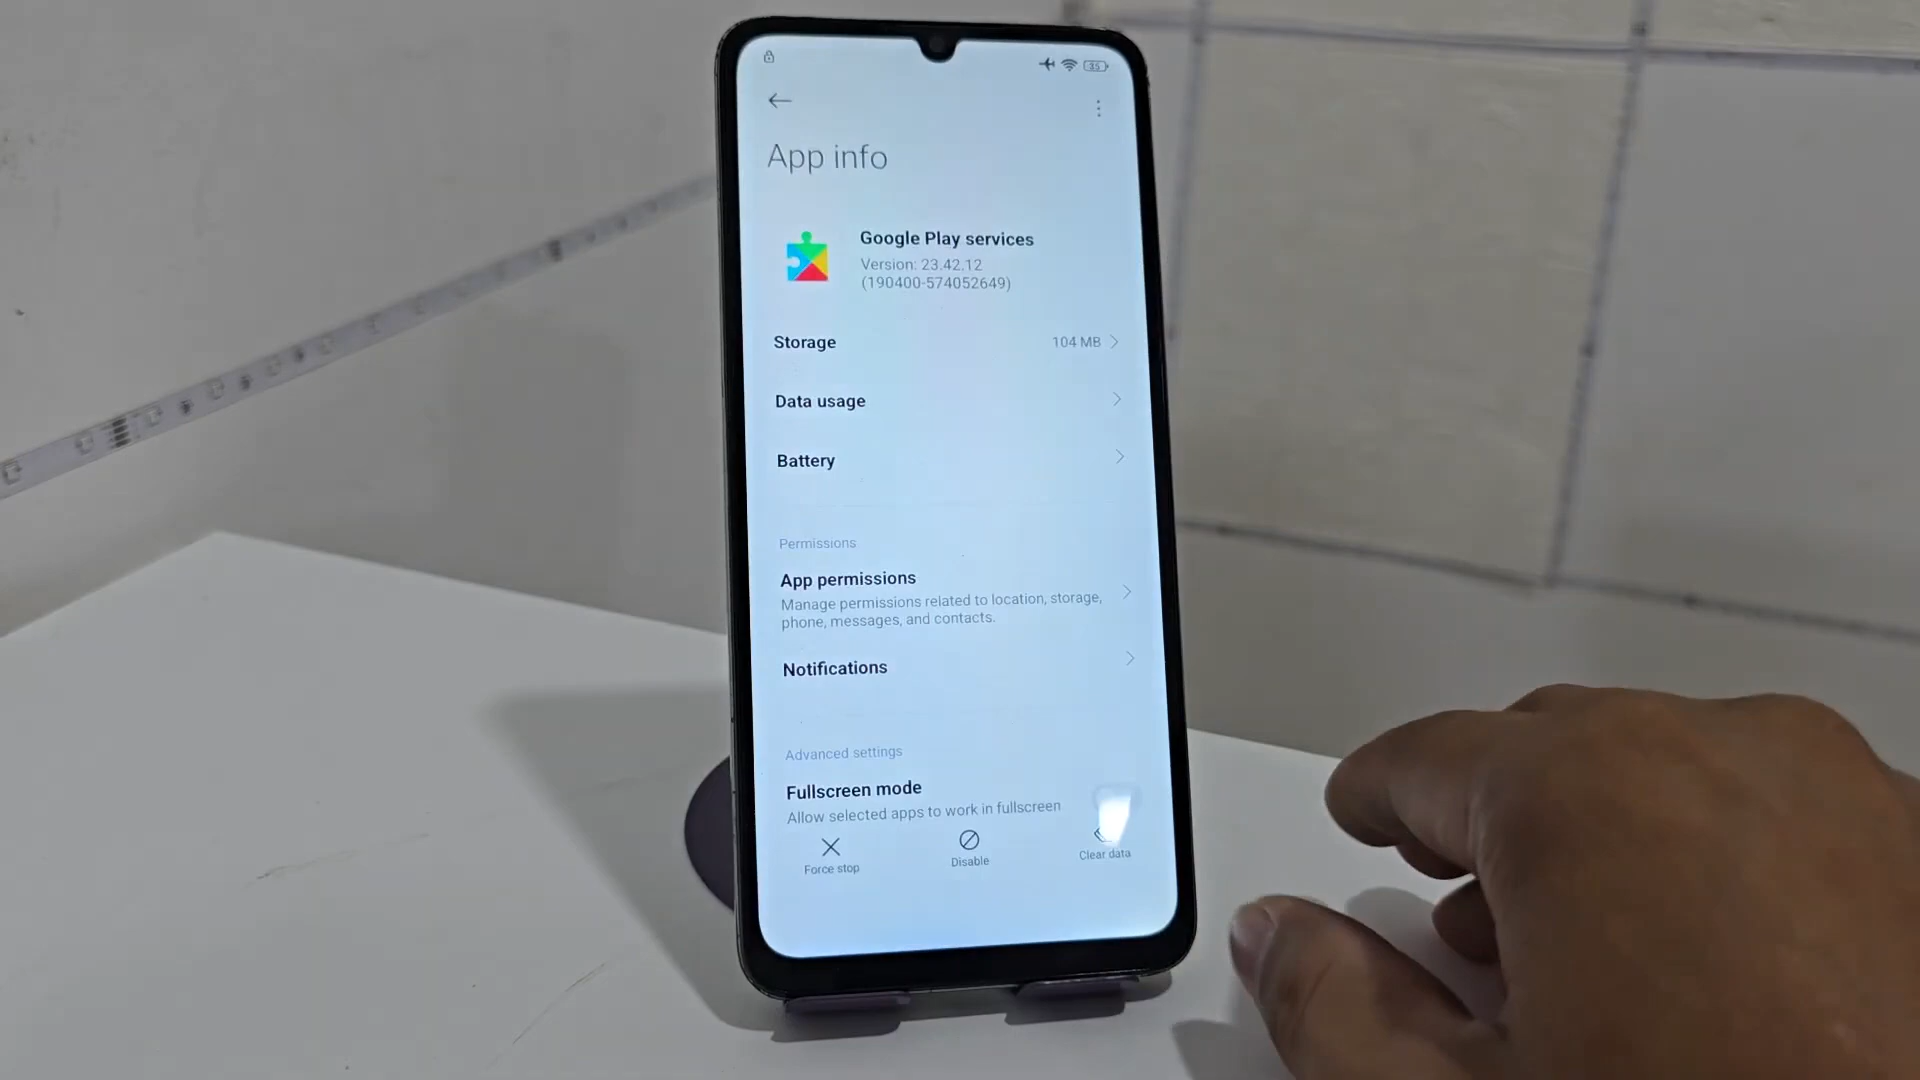 35
App info
Google Play services
Version: 23.42.12
(190400-574052649)
Storage
104 MB
Data usage
Battery
Permissions
App permissions
Manage permissions related to location, storage,
phone, messages, and contacts.
Notifications
Advanced settings
Fullscreen mode
Allow selected apps to work in fullscreen
Force stop
Disable
Clear data